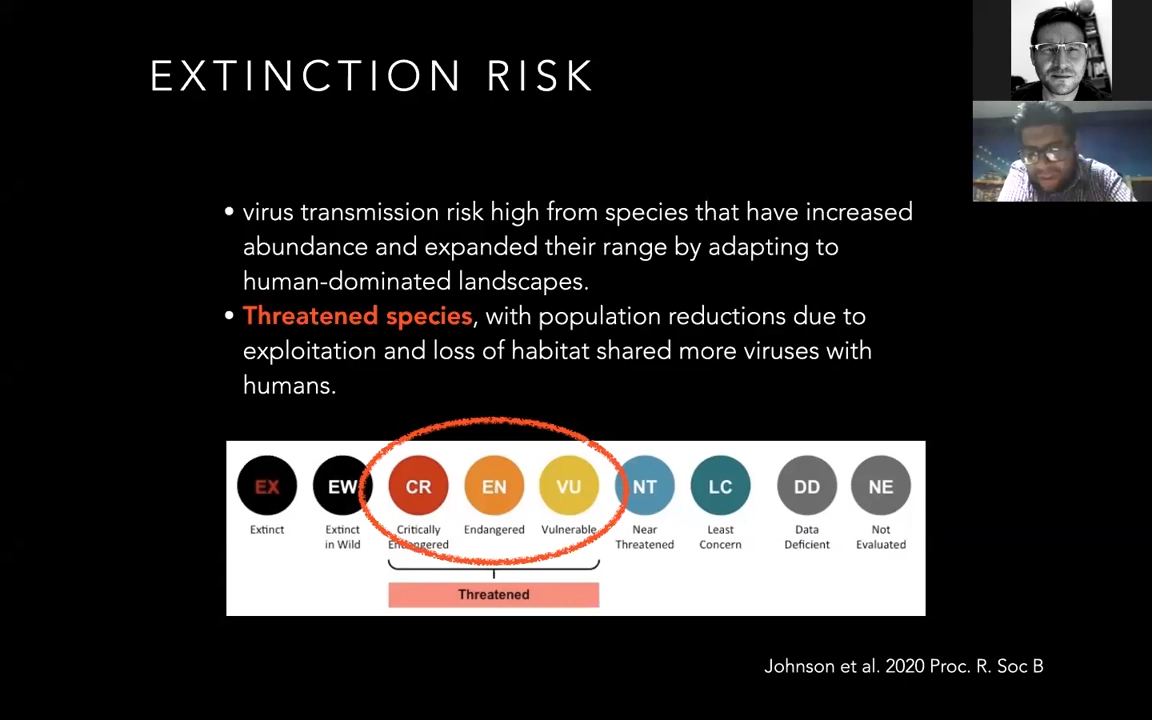 EXTINCTION RISK
• virus transmission risk high from species that have increased
abundance and expanded their range by adapting to
human-dominated landscapes.
• Threatened species, with population reductions due to
exploitation and loss of habitat shared more viruses with
humans.
EX EW CR EN VU NT LC DD NE
Extinct Extinct in Wild Critically Endangered Endangered Vulnerable Near Threatened Least Concern Data Deficient Not Evaluated
Threatened
Johnson et al. 2020 Proc. R. Soc B